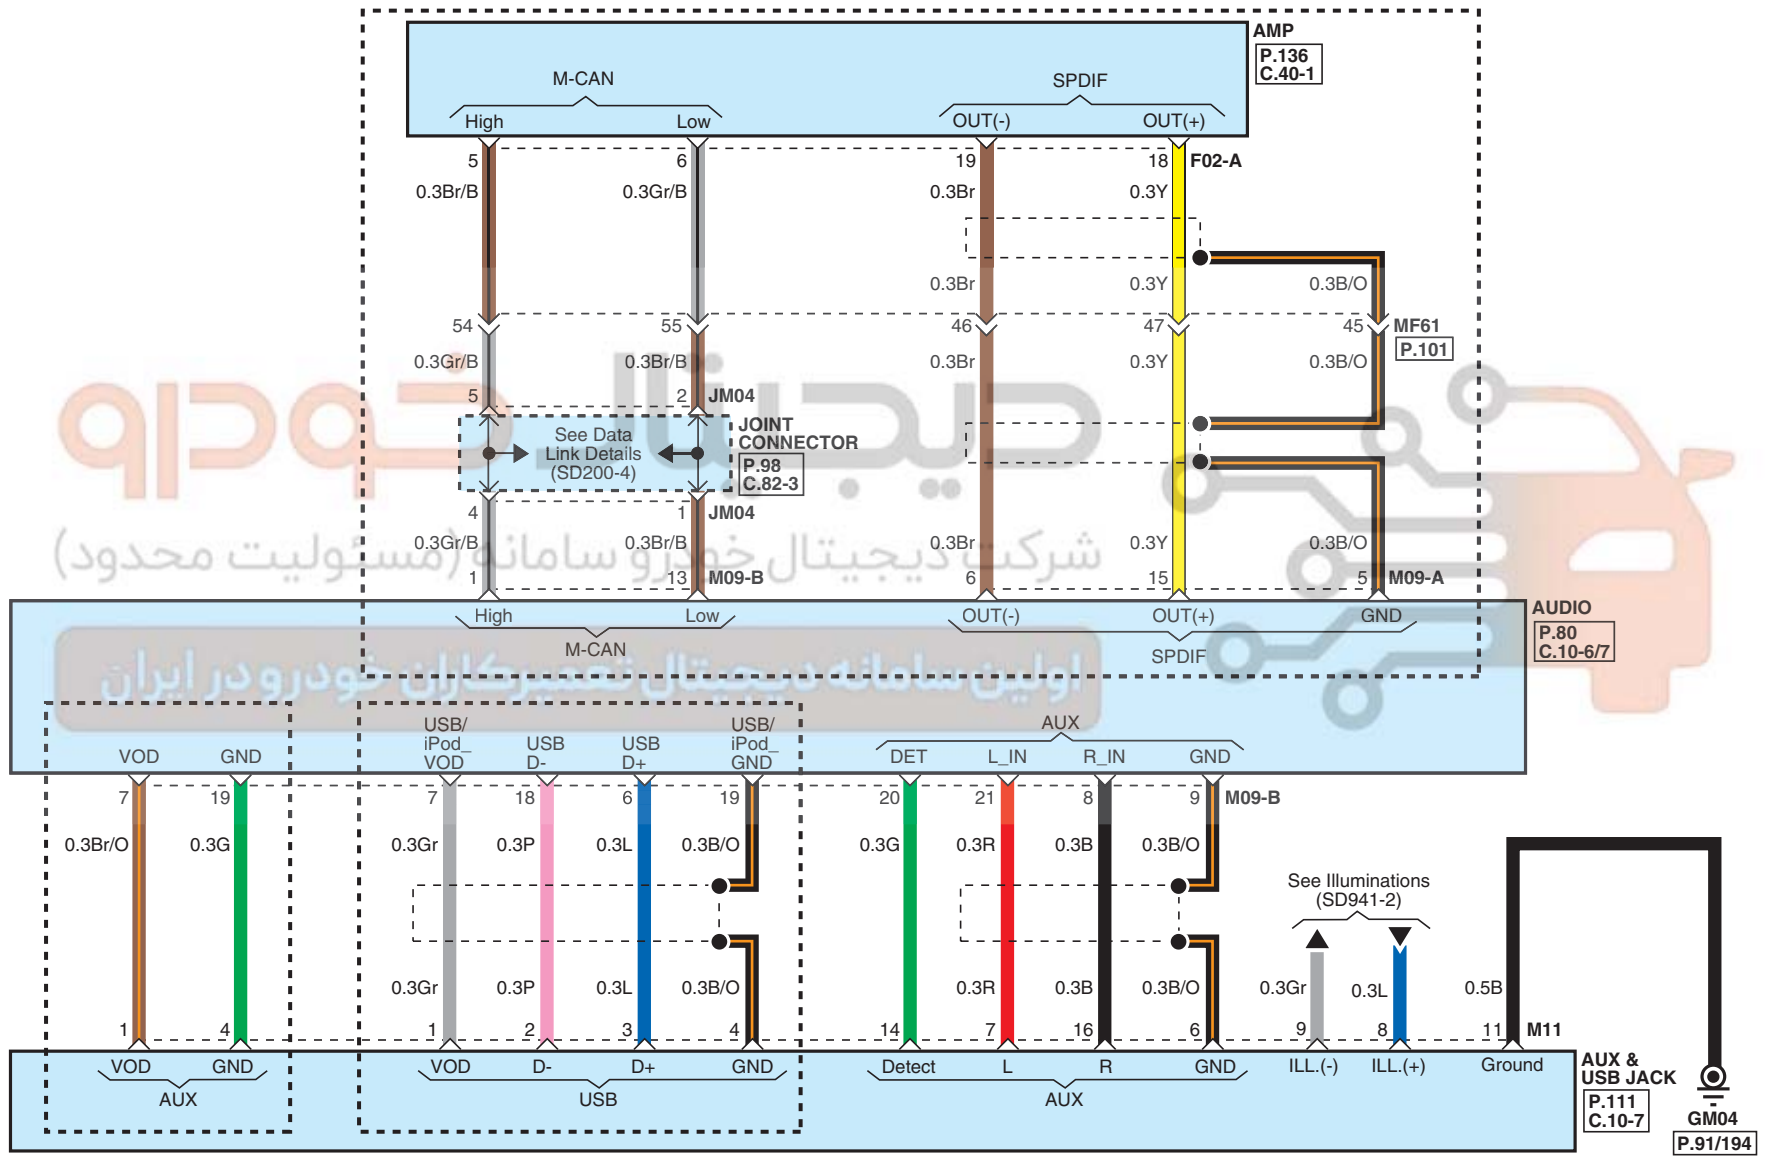 AMP
P.136
C.40-1
M-CAN
SPDIF
High
Low
OUT(-)
OUT(+)
5
6
19
18
F02-A
0.3Br/B
0.3Gr/B
0.3Br
0.3Y
0.3Br
0.3Y
0.3B/O
54
55
46
47
45
MF61
P.101
0.3Gr/B
0.3Br/B
0.3Br
0.3Y
0.3B/O
دیجیتال خودرو
5
2
JM04
See Data
Link Details
(SD200-4)
JOINT
CONNECTOR
P.98
C.82-3
4
1
JM04
0.3Gr/B
0.3Br/B
0.3Br
0.3Y
0.3B/O
شرکت دیجیتال خودرو سامانه (مسئولیت محدود)
1
13
M09-B
6
15
5
M09-A
High
Low
OUT(-)
OUT(+)
GND
M-CAN
SPDIF
AUDIO
P.80
C.10-6/7
اولین سامانه دیجیتال تعمیرکاران خودرو در ایران
VOD
GND
USB/
iPod_
VOD
USB
D-
USB
D+
USB/
iPod_
GND
AUX
DET
L_IN
R_IN
GND
7
19
7
18
6
19
20
21
8
9
M09-B
0.3Br/O
0.3G
0.3Gr
0.3P
0.3L
0.3B/O
0.3G
0.3R
0.3B
0.3B/O
See Illuminations
(SD941-2)
0.3Gr
0.3P
0.3L
0.3B/O
0.3R
0.3B
0.3B/O
0.3Gr
0.3L
0.5B
1
4
1
2
3
4
14
7
16
6
9
8
11
M11
VOD
GND
VOD
D-
D+
GND
Detect
L
R
GND
ILL.(-)
ILL.(+)
Ground
AUX
USB
AUX
AUX &
USB JACK
P.111
C.10-7
GM04
P.91/194